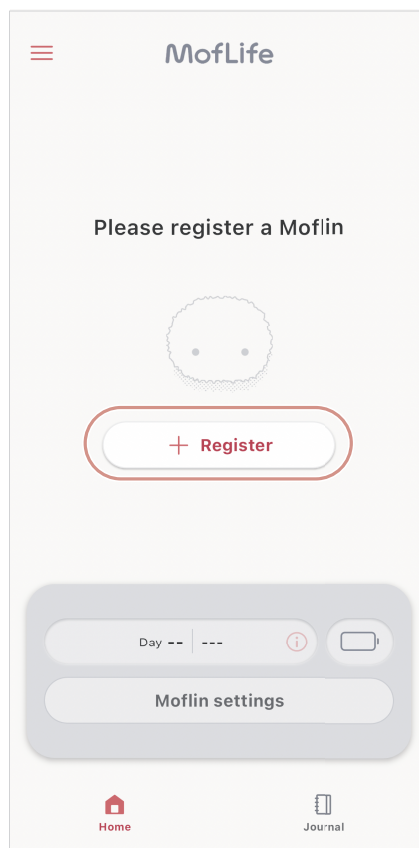 MofLife
Please register a Moflin
Register
Day -- ---
Moflin settings
Home
Journal